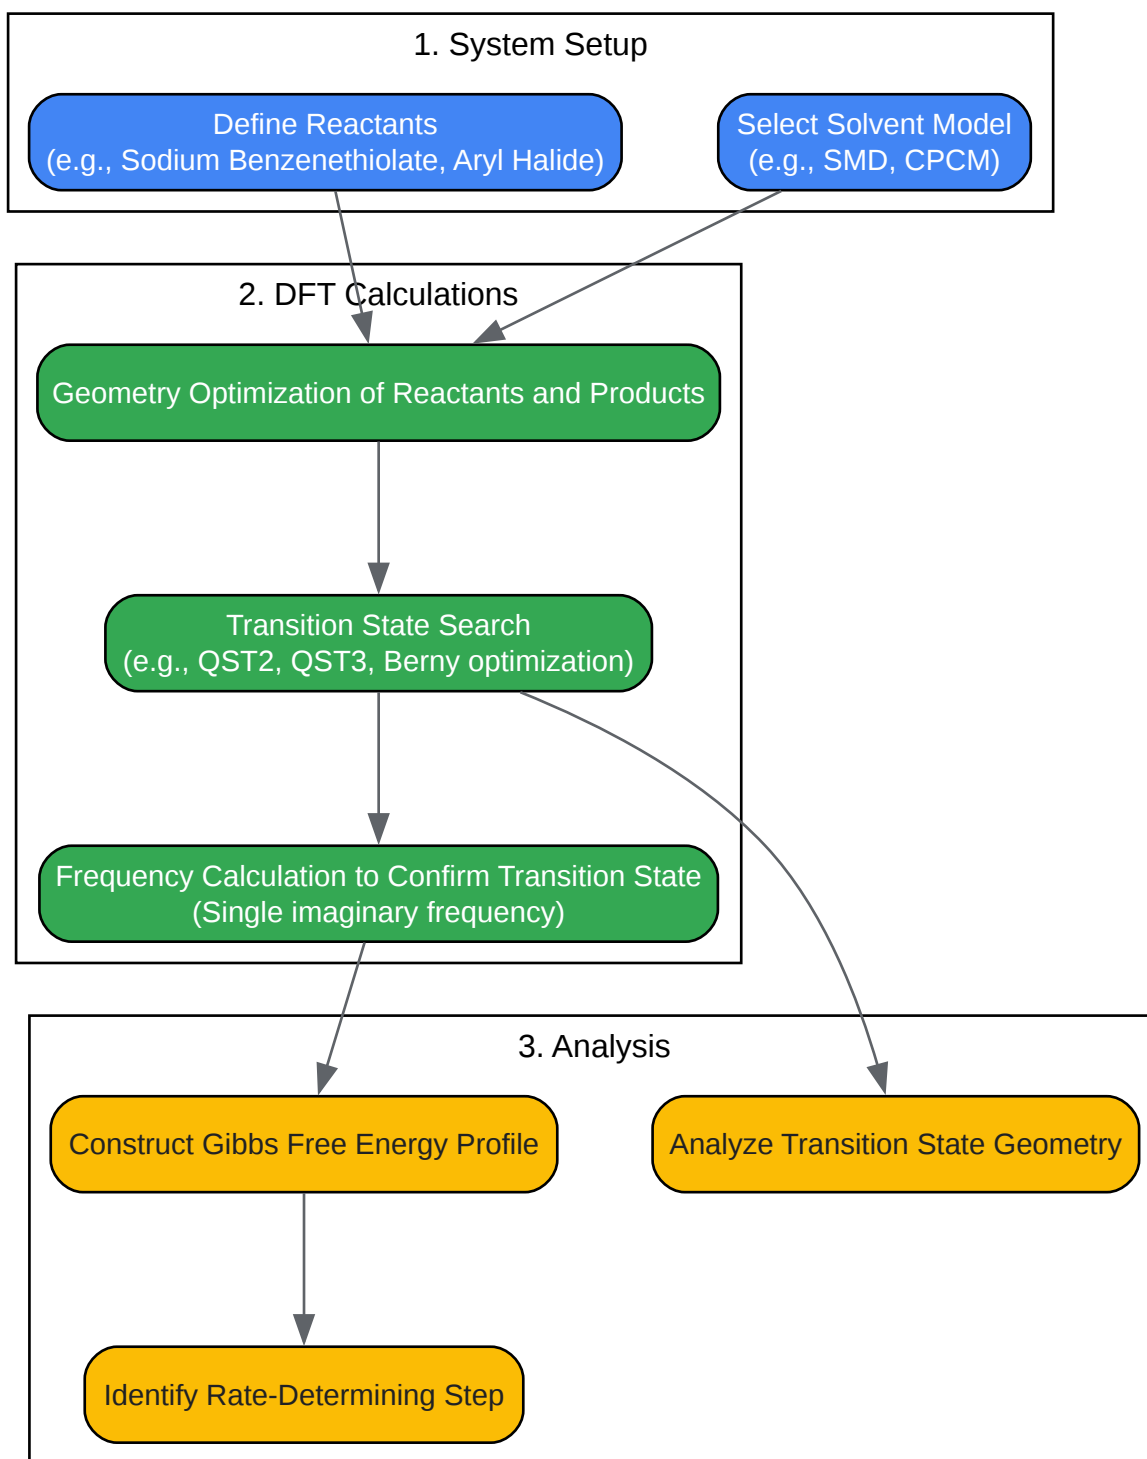 1. System Setup
Define Reactants
(e.g., Sodium Benzenethiolate, Aryl Halide)
Select Solvent Model
(e.g., SMD, CPCM)
2. DFT Calculations
Geometry Optimization of Reactants and Products
Transition State Search
(e.g., QST2, QST3, Berny optimization)
Frequency Calculation to Confirm Transition State
(Single imaginary frequency)
3. Analysis
Construct Gibbs Free Energy Profile
Analyze Transition State Geometry
Identify Rate-Determining Step